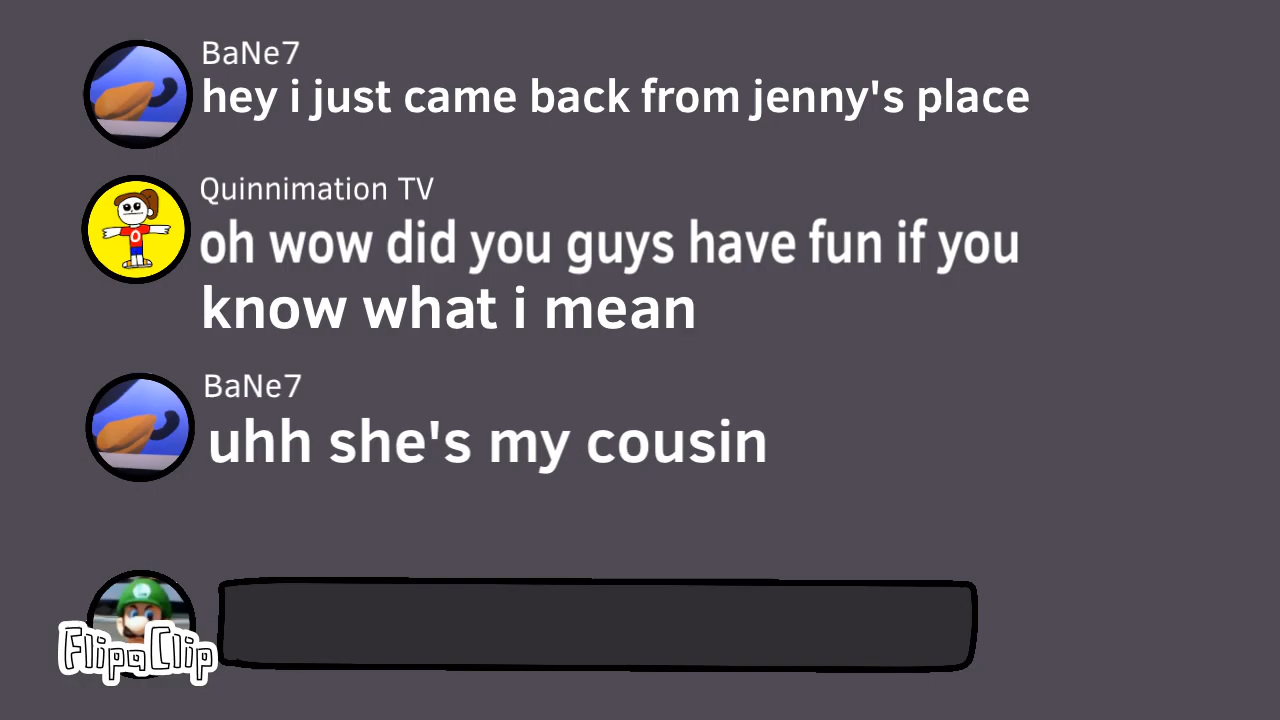 BaNe7
hey i just came back from jenny's place
Quinnimation TV
oh wow did you guys have fun if you
know what i mean
BaNe7
uhh she's my cousin
FlipaClip